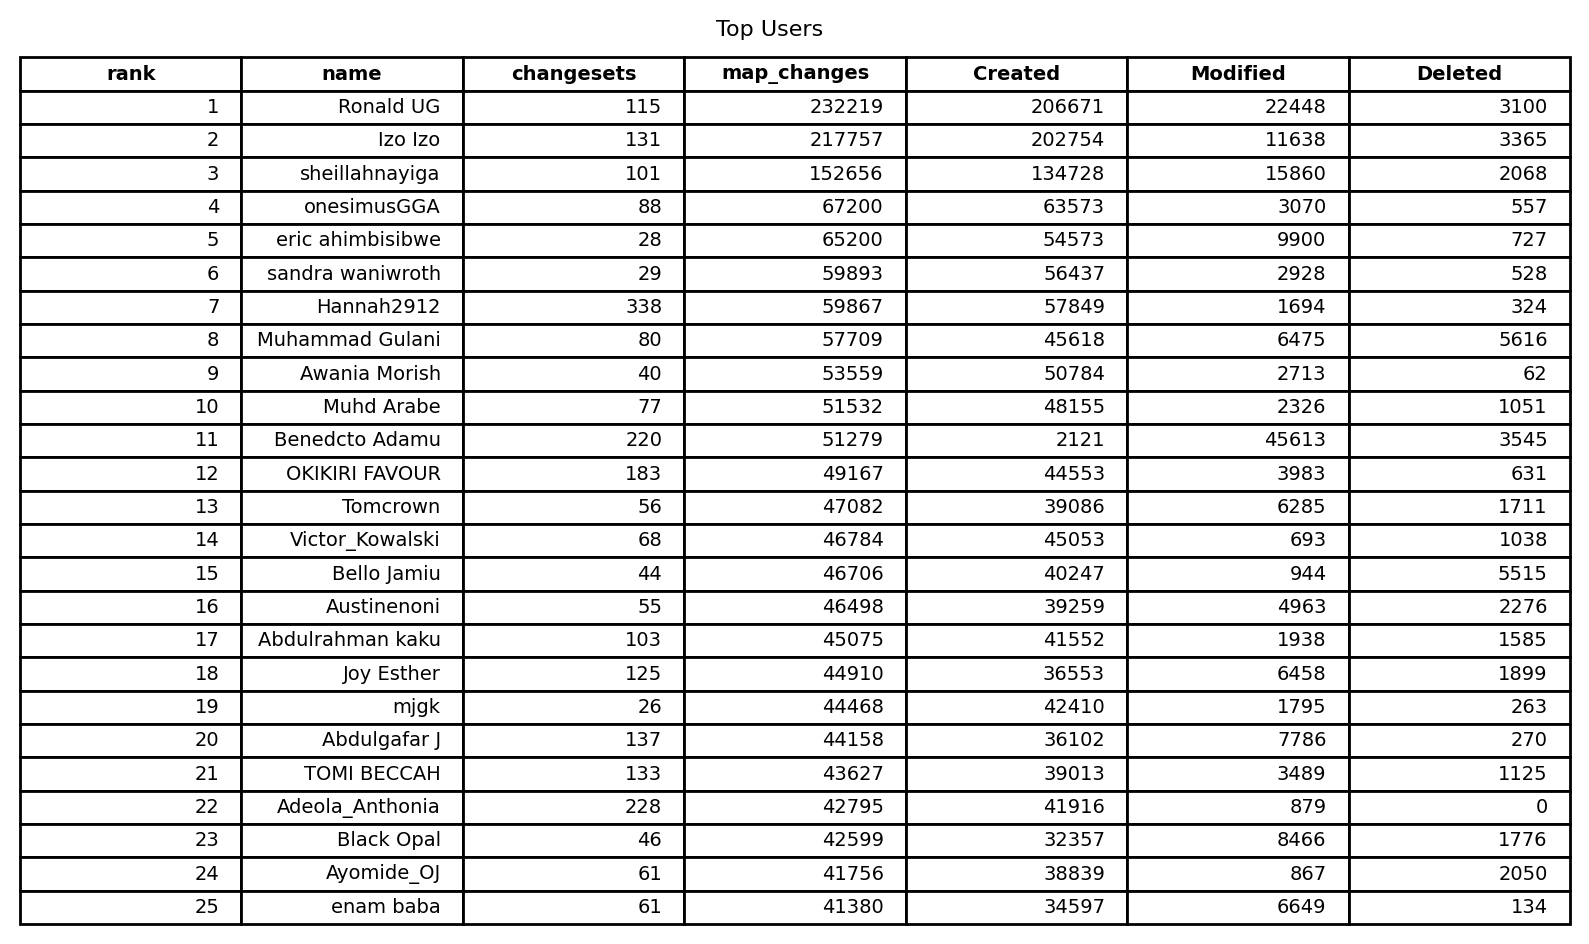 Top Users
rank name changesets map_changes Created Modified Deleted
1 Ronald UG 115 232219 206671 22448 3100
2 Izo Izo 131 217757 202754 11638 3365
3 sheillahnayiga 101 152656 134728 15860 2068
4 onesimusGGA 88 67200 63573 3070 557
5 eric ahimbisibwe 28 65200 54573 9900 727
6 sandra waniwroth 29 59893 56437 2928 528
7 Hannah2912 338 59867 57849 1694 324
8 Muhammad Gulani 80 57709 45618 6475 5616
9 Awania Morish 40 53559 50784 2713 62
10 Muhd Arabe 77 51532 48155 2326 1051
11 Benedcto Adamu 220 51279 2121 45613 3545
12 OKIKIRI FAVOUR 183 49167 44553 3983 631
13 Tomcrown 56 47082 39086 6285 1711
14 Victor_Kowalski 68 46784 45053 693 1038
15 Bello Jamiu 44 46706 40247 944 5515
16 Austinenoni 55 46498 39259 4963 2276
17 Abdulrahman kaku 103 45075 41552 1938 1585
18 Joy Esther 125 44910 36553 6458 1899
19 mjgk 26 44468 42410 1795 263
20 Abdulgafar J 137 44158 36102 7786 270
21 TOMI BECCAH 133 43627 39013 3489 1125
22 Adeola_Anthonia 228 42795 41916 879 0
23 Black Opal 46 42599 32357 8466 1776
24 Ayomide_OJ 61 41756 38839 867 2050
25 enam baba 61 41380 34597 6649 134